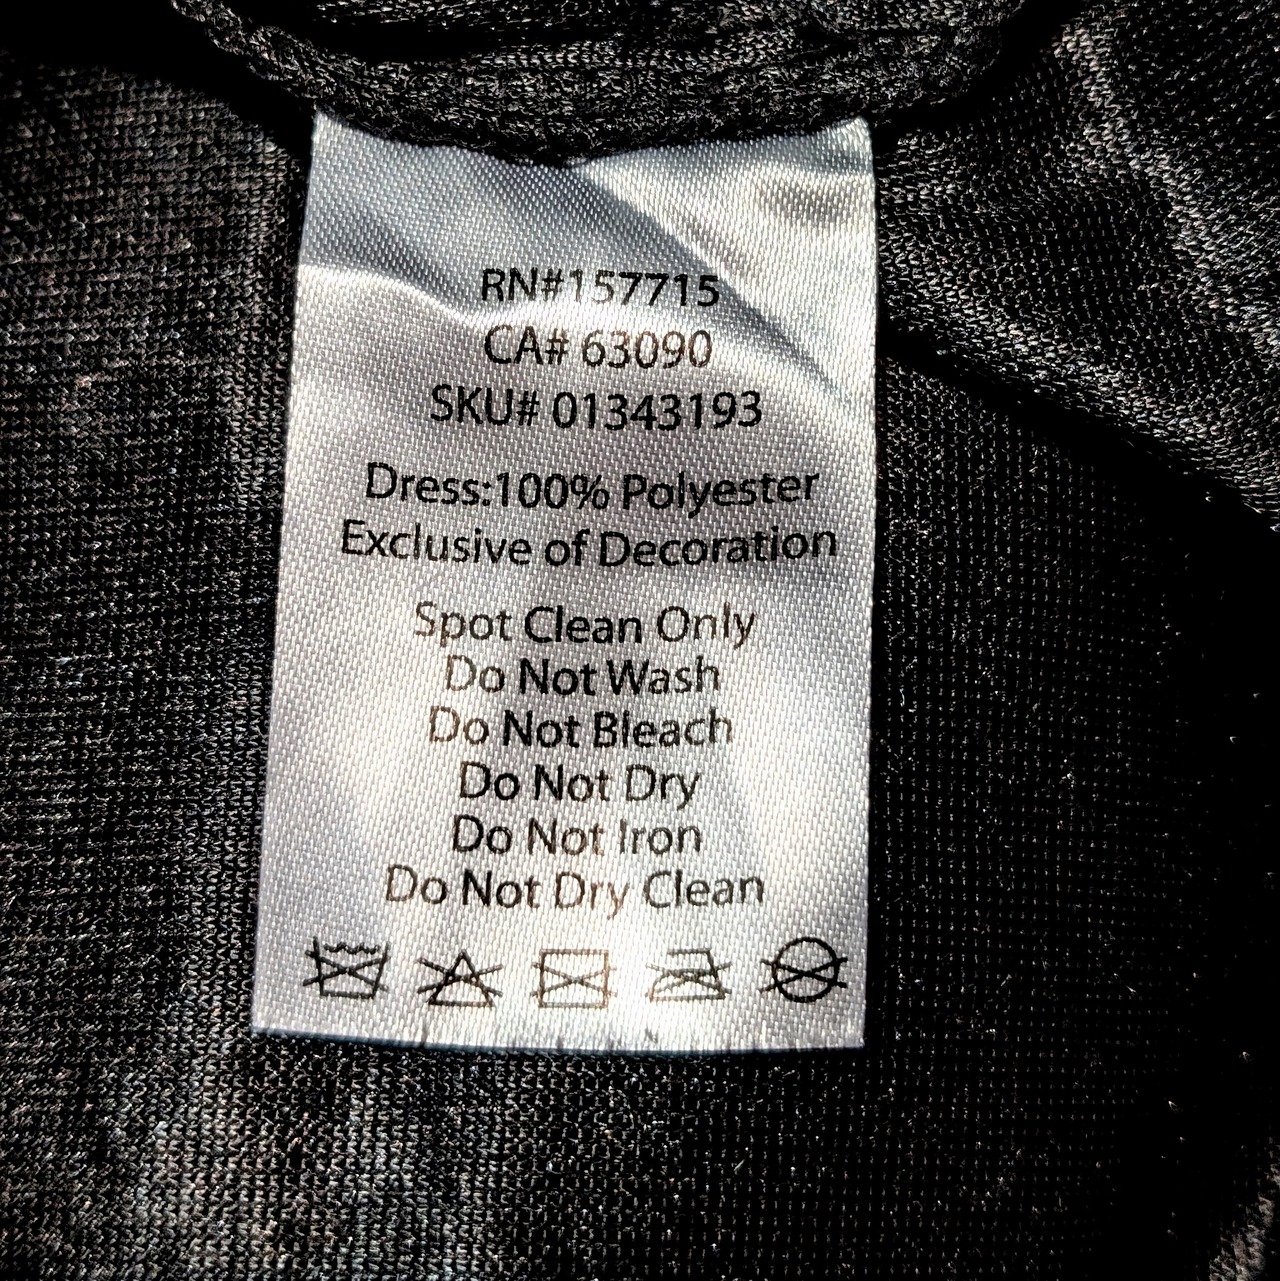 RN#157715
CA# 63090
SKU# 01343193
Dress:100% Polyester
Exclusive of Decoration
Spot Clean Only
Do Not Wash
Do Not Bleach
Do Not Dry
Do Not Iron
Do Not Dry Clean